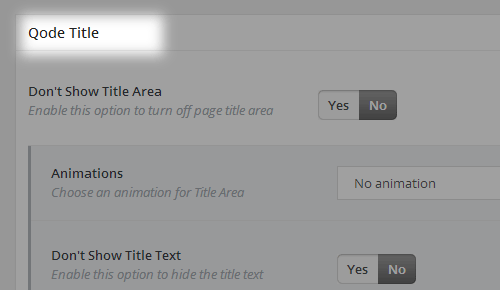 Qode Title
Don't Show Title Area
Enable this option to turn off page title area
Yes No
Animations
Choose an animation for Title Area
No animation
Don't Show Title Text
Enable this option to hide the title text
Yes No